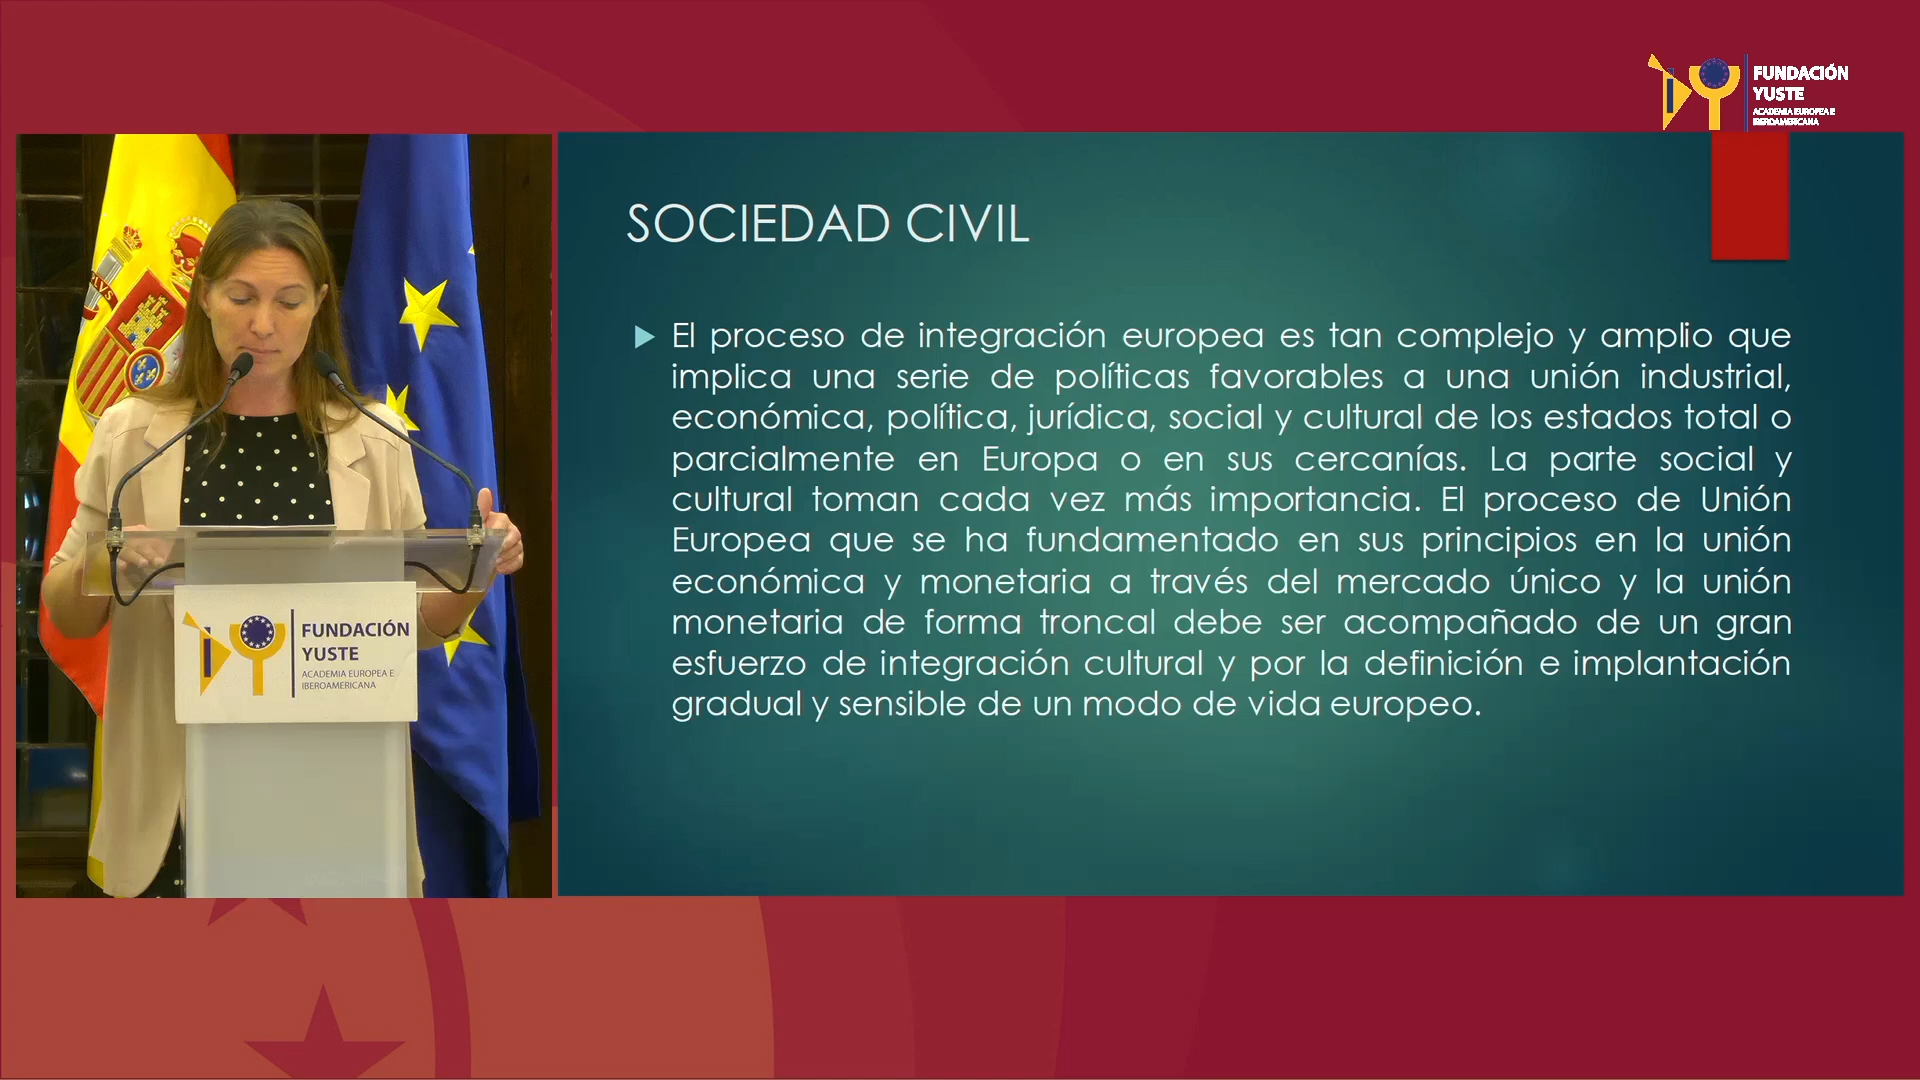 FUNDACIÓN
YUSTE
ACADEMIA EUROPEA E
IBEROAMERICANA
SOCIEDAD CIVIL
El proceso de integración europea es tan complejo y amplio que
implica una serie de políticas favorables a una unión industrial,
económica, política, jurídica, social y cultural de los estados total o
parcialmente en Europa o en sus cercanías. La parte social y
cultural toman cada vez más importancia. El proceso de Unión
Europea que se ha fundamentado en sus principios en la unión
económica y monetaria a través del mercado único y la unión
monetaria de forma troncal debe ser acompañado de un gran
esfuerzo de integración cultural y por la definición e implantación
gradual y sensible de un modo de vida europeo.
PLVS
FUNDACIÓN
YUSTE
ACADEMIA EUROPEA E
IBEROAMERICANA